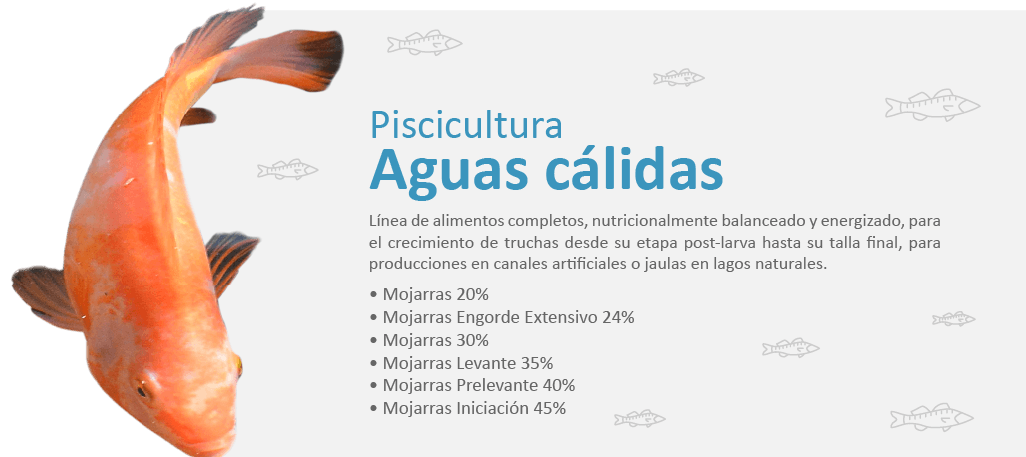 Piscicultura
Aguas cálidas
Línea de alimentos completos, nutricionalmente balanceado y energizado, para
el crecimiento de truchas desde su etapa post-larva hasta su talla final, para
producciones en canales artificiales o jaulas en lagos naturales.
• Mojarras 20%
• Mojarras Engorde Extensivo 24%
• Mojarras 30%
• Mojarras Levante 35%
• Mojarras Prelevante 40%
• Mojarras Iniciación 45%